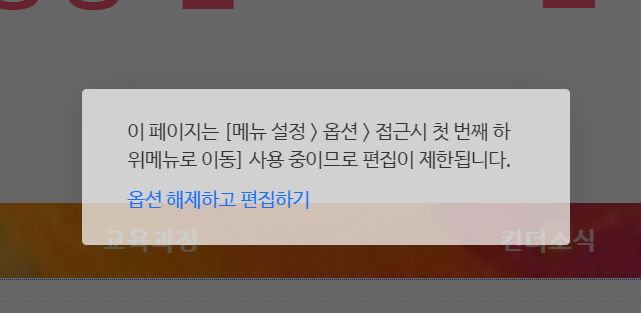 이 페이지는 [메뉴 설정 > 옵션 > 접근시 첫 번째 하
위메뉴로 이동] 사용 중이므로 편집이 제한됩니다.
옵션 해제하고 편집하기
교육과정
킨더소식